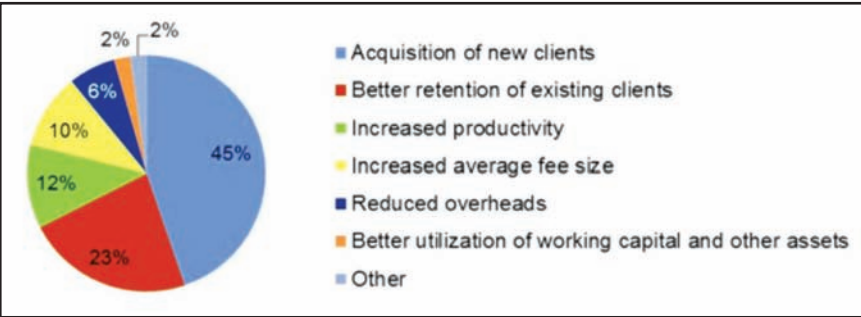 2%
2%
6%
10%
12%
23%
45%
Acquisition of new clients
Better retention of existing clients
Increased productivity
Increased average fee size
Reduced overheads
Better utilization of working capital and other assets
Other